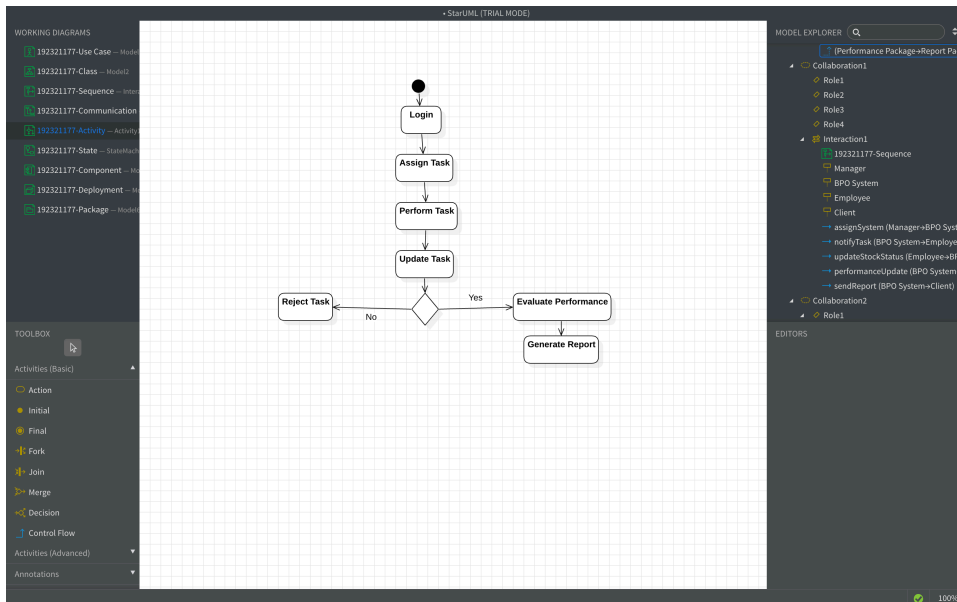 • StarUML (TRIAL MODE)
WORKING DIAGRAMS
192321177-Use Case — Model
192321177-Class — Model2
192321177-Sequence — Intera
192321177-Communication
192321177-Activity — Activity1
192321177-State — StateMach
192321177-Component — Mo
192321177-Deployment — M
192321177-Package — Model
TOOLBOX
Activities (Basic)
Action
Initial
Final
Fork
Join
Merge
Decision
Control Flow
Activities (Advanced)
Annotations
Login
Assign Task
Perform Task
Update Task
Reject Task
No
Yes
Evaluate Performance
Generate Report
MODEL EXPLORER
(Performance Package→Report Pa
Collaboration1
Role1
Role2
Role3
Role4
Interaction1
192321177-Sequence
Manager
BPO System
Employee
Client
assignSystem (Manager→BPO Syst
notifyTask (BPO System→Employe
updateStockStatus (Employee→BP
performanceUpdate (BPO System
sendReport (BPO System→Client)
Collaboration2
Role1
EDITORS
100%